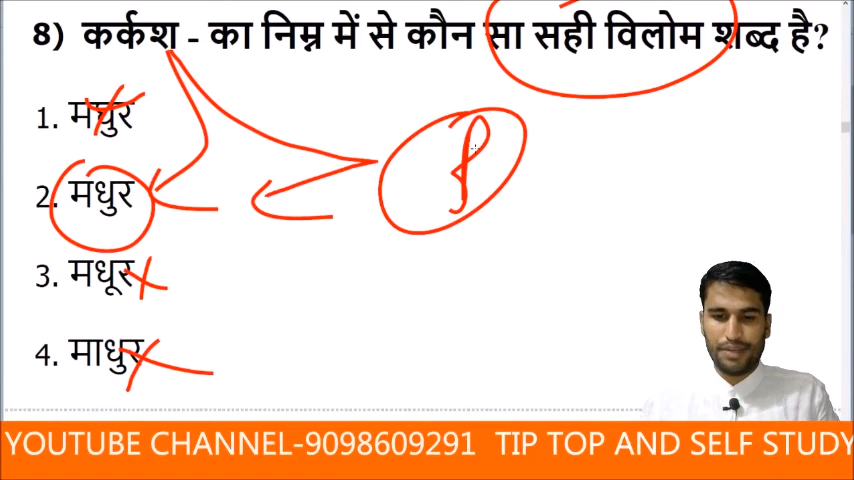 8) कर्कश - का निम्न में से कौन सा सही विलोम शब्द है?
1. मघुर
2. मधुर
3. मधूर
4. माधुर
YOUTUBE CHANNEL-9098609291 TIP TOP AND SELF STUDY